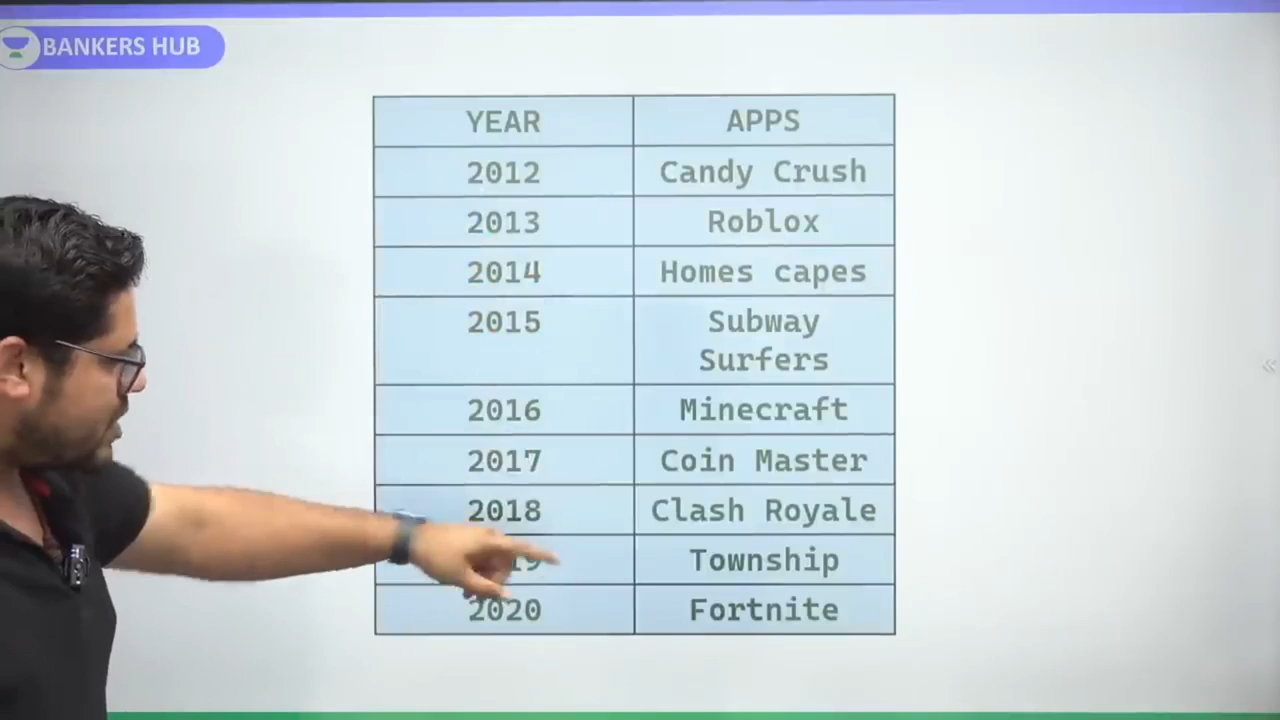 BANKERS HUB
YEAR APPS
2012 Candy Crush
2013 Roblox
2014 Homes capes
2015 Subway
Surfers
2016 Minecraft
2017 Coin Master
2018 Clash Royale
Township
2020 Fortnite